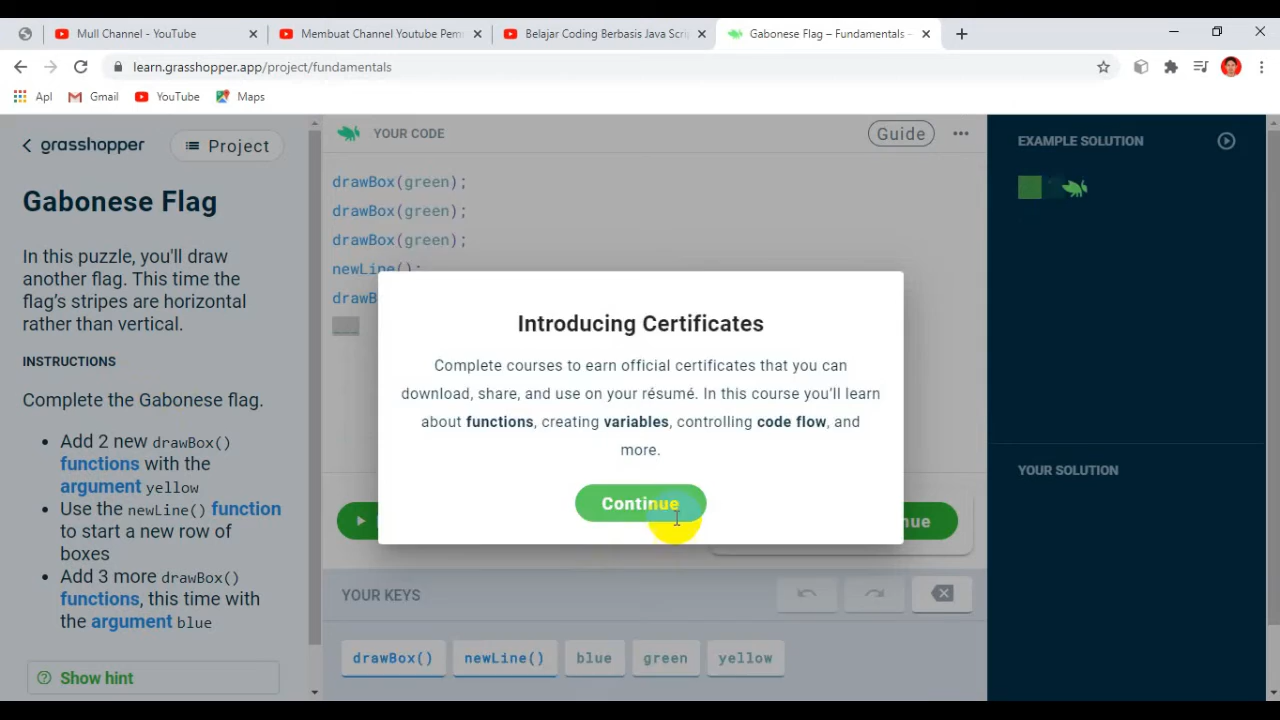 Mull Channel - YouTube
Membuat Channel Youtube Pem
Belajar Coding Berbasis Java Scri
Gabonese Flag – Fundamentals –
learn.grasshopper.app/project/fundamentals
Apl
Gmail
YouTube
Maps
grasshopper
Project
Gabonese Flag
In this puzzle, you'll draw
another flag. This time the
flag's stripes are horizontal
rather than vertical.
INSTRUCTIONS
Complete the Gabonese flag.
• Add 2 new drawBox()
functions with the
argument yellow
• Use the newLine() function
to start a new row of
boxes
• Add 3 more drawBox()
functions, this time with
the argument blue
Show hint
YOUR CODE
Guide
drawBox(green);
drawBox(green);
drawBox(green);
newLine();
drawB
Introducing Certificates
Complete courses to earn official certificates that you can
download, share, and use on your résumé. In this course you'll learn
about functions, creating variables, controlling code flow, and
more.
Continue
nue
YOUR KEYS
drawBox()
newLine()
blue
green
yellow
EXAMPLE SOLUTION
YOUR SOLUTION